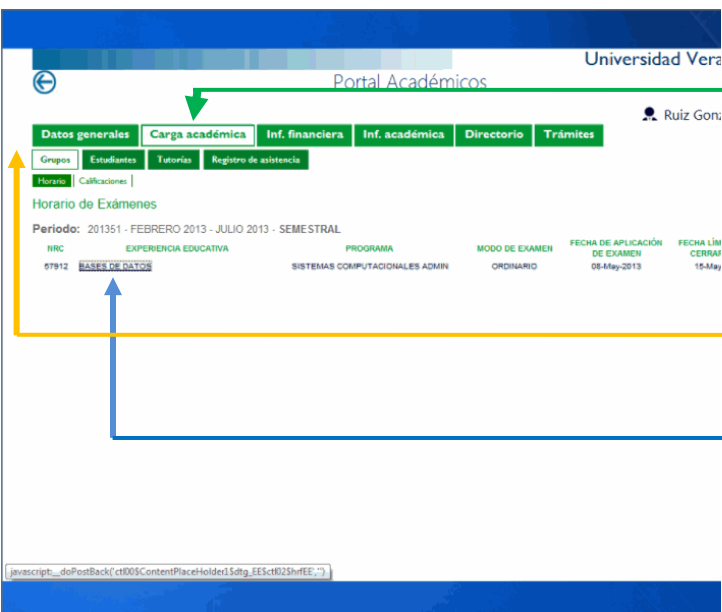 Universidad Vera
Portal Académicos
Ruiz Gonz
Datos generales Carga académica Inf. financiera Inf. académica Directorio Trámites
Grupos Estudiantes Tutorías Registro de asistencia
Horario Calificaciones
Horario de Exámenes
Periodo: 201351 - FEBRERO 2013 - JULIO 2013 - SEMESTRAL
NRC EXPERIENCIA EDUCATIVA PROGRAMA MODO DE EXAMEN FECHA DE APLICACIÓN DE EXAMEN FECHA LÍM CERRAR
67912 BASES DE DATOS SISTEMAS COMPUTACIONALES ADMIN ORDINARIO 08-May-2013 15-May
javascript:__doPostBack('ctl00$ContentPlaceHolder1$dtg_EE$ctl02$hrfEE','')